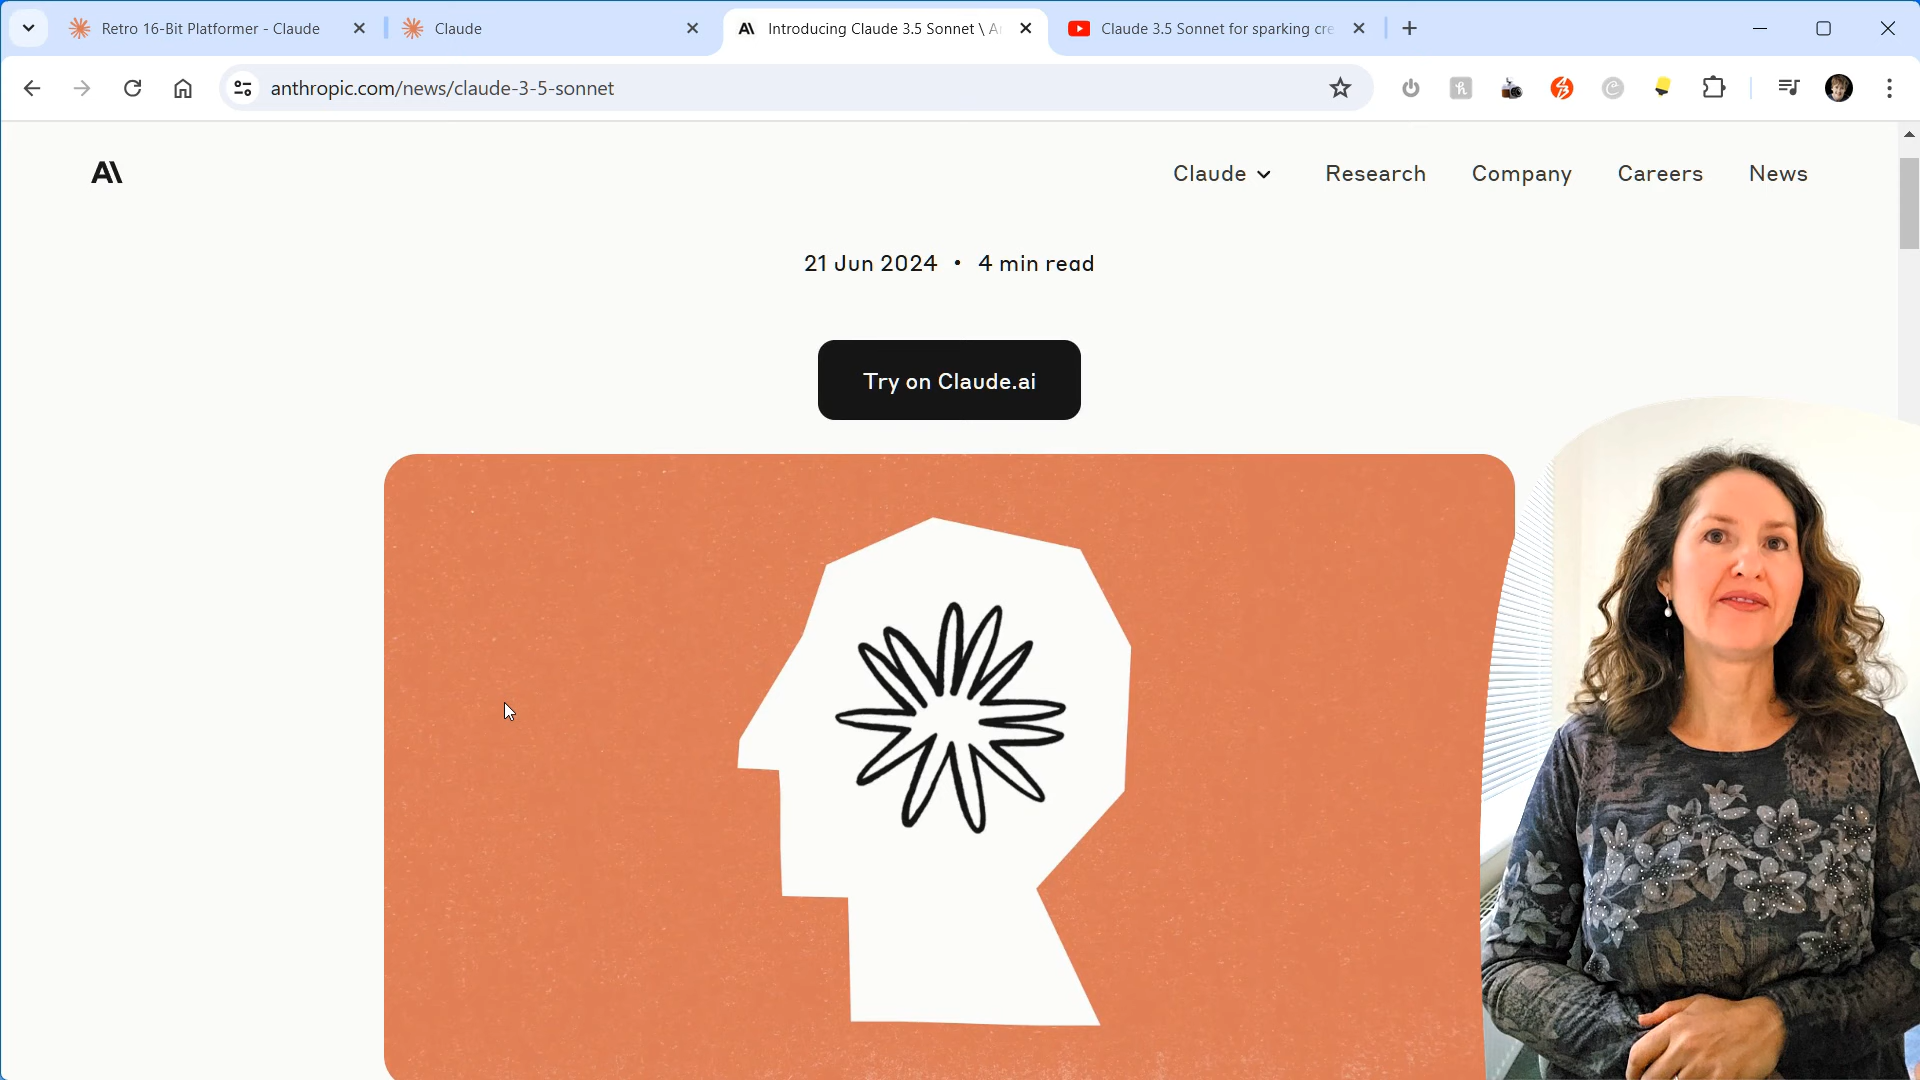 Retro 16-Bit Platformer - Claude
Claude
Introducing Claude 3.5 Sonnet \ A
Claude 3.5 Sonnet for sparking cre
anthropic.com/news/claude-3-5-sonnet
A\
Claude
Research
Company
Careers
News
21 Jun 2024 • 4 min read
Try on Claude.ai